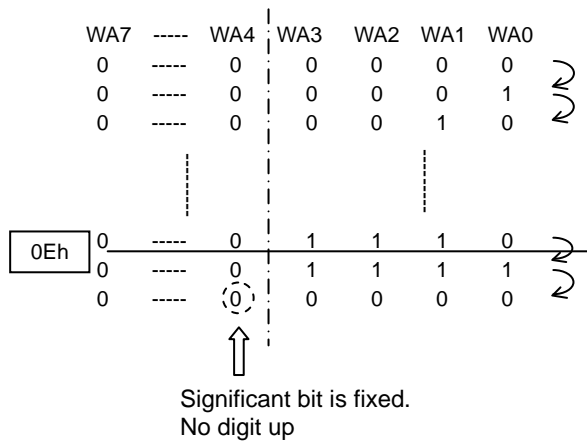 WA7 ----- WA4 WA3 WA2 WA1 WA0
0 ----- 0 0 0 0 0
0 ----- 0 0 0 0 1
0 ----- 0 0 0 1 0
0 ----- 0 1 1 1 0
0Eh
0 ----- 0 1 1 1 1
0 ----- 0 0 0 0 0
Significant bit is fixed.
No digit up